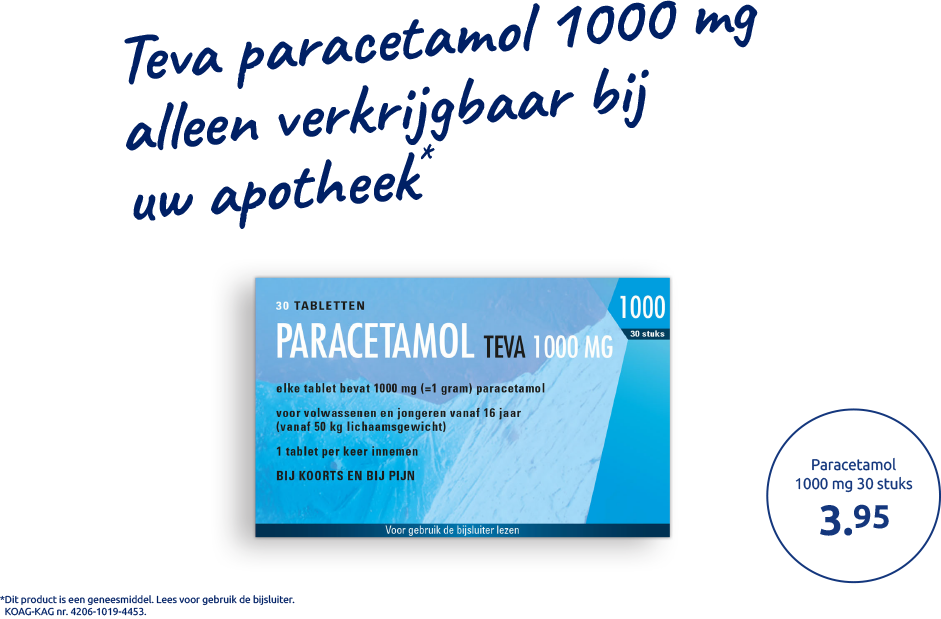 Teva paracetamol 1000 mg
alleen verkrijgbaar bij
uw apotheek*
30 TABLETTEN
PARACETAMOL TEVA 1000 MG
1000
30 stuks
elke tablet bevat 1000 mg (=1 gram) paracetamol
voor volwassenen en jongeren vanaf 16 jaar
(vanaf 50 kg lichaamsgewicht)
1 tablet per keer innemen
BIJ KOORTS EN BIJ PIJN
Voor gebruik de bijsluiter lezen
Paracetamol
1000 mg 30 stuks
3.95
*Dit product is een geneesmiddel. Lees voor gebruik de bijsluiter.
KOAG-KAG nr. 4206-1019-4453.